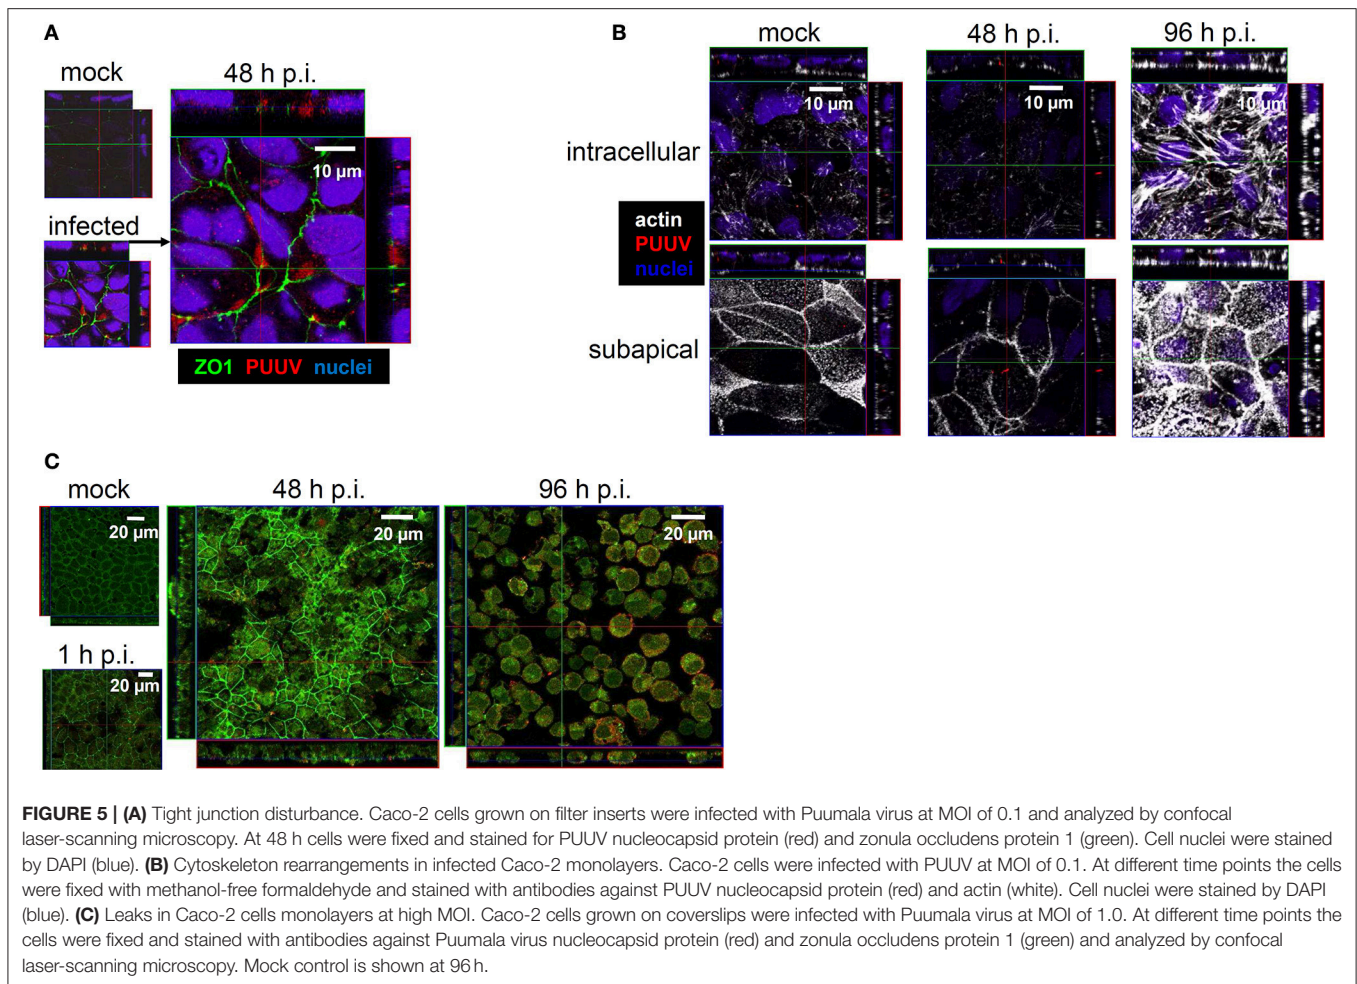 A
mock
48 h p.i.
10 µm
infected
ZO1 PUUV nuclei
B
mock
48 h p.i.
96 h p.i.
10 µm
10 µm
10 µm
intracellular
actin
PUUV
nuclei
subapical
C
mock
48 h p.i.
96 h p.i.
20 µm
20 µm
20 µm
1 h p.i.
20 µm
FIGURE 5 | (A) Tight junction disturbance. Caco-2 cells grown on filter inserts were infected with Puumala virus at MOI of 0.1 and analyzed by confocal
laser-scanning microscopy. At 48 h cells were fixed and stained for PUUV nucleocapsid protein (red) and zonula occludens protein 1 (green). Cell nuclei were stained
by DAPI (blue). (B) Cytoskeleton rearrangements in infected Caco-2 monolayers. Caco-2 cells were infected with PUUV at MOI of 0.1. At different time points the cells
were fixed with methanol-free formaldehyde and stained with antibodies against PUUV nucleocapsid protein (red) and actin (white). Cell nuclei were stained by DAPI
(blue). (C) Leaks in Caco-2 cells monolayers at high MOI. Caco-2 cells grown on coverslips were infected with Puumala virus at MOI of 1.0. At different time points the
cells were fixed and stained with antibodies against Puumala virus nucleocapsid protein (red) and zonula occludens protein 1 (green) and analyzed by confocal
laser-scanning microscopy. Mock control is shown at 96 h.